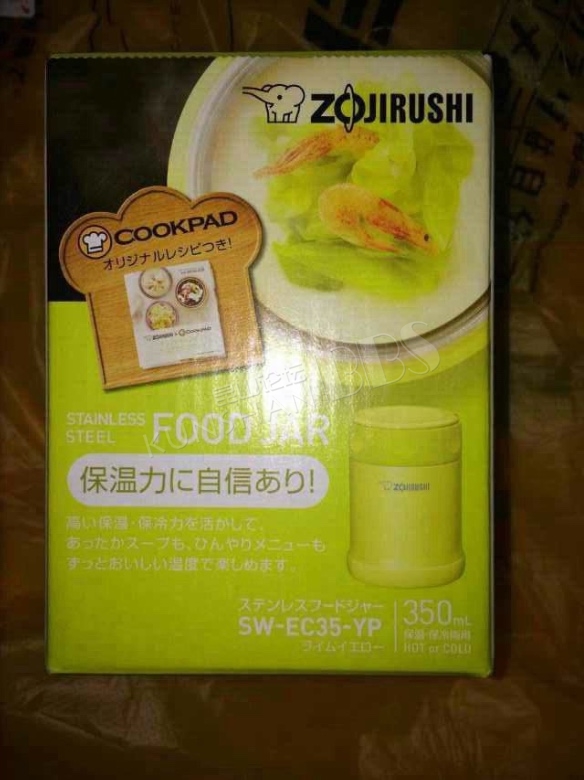 ZOJIRUSHI
COOKPAD
オリジナルレシピつき!
ZOJIRUSHI × COOKPAD
STAINLESS
STEEL
FOOD JAR
保温力に自信あり!
高い保温・保冷力を活かして、
あったかスープも、ひんやりメニューも
ずっとおいしい温度で楽しめます。
ZOJIRUSHI
ステンレスフードジャー
SW-EC35-YP
ライムイエロー
350mL
保温・保冷両用
HOT or COLD